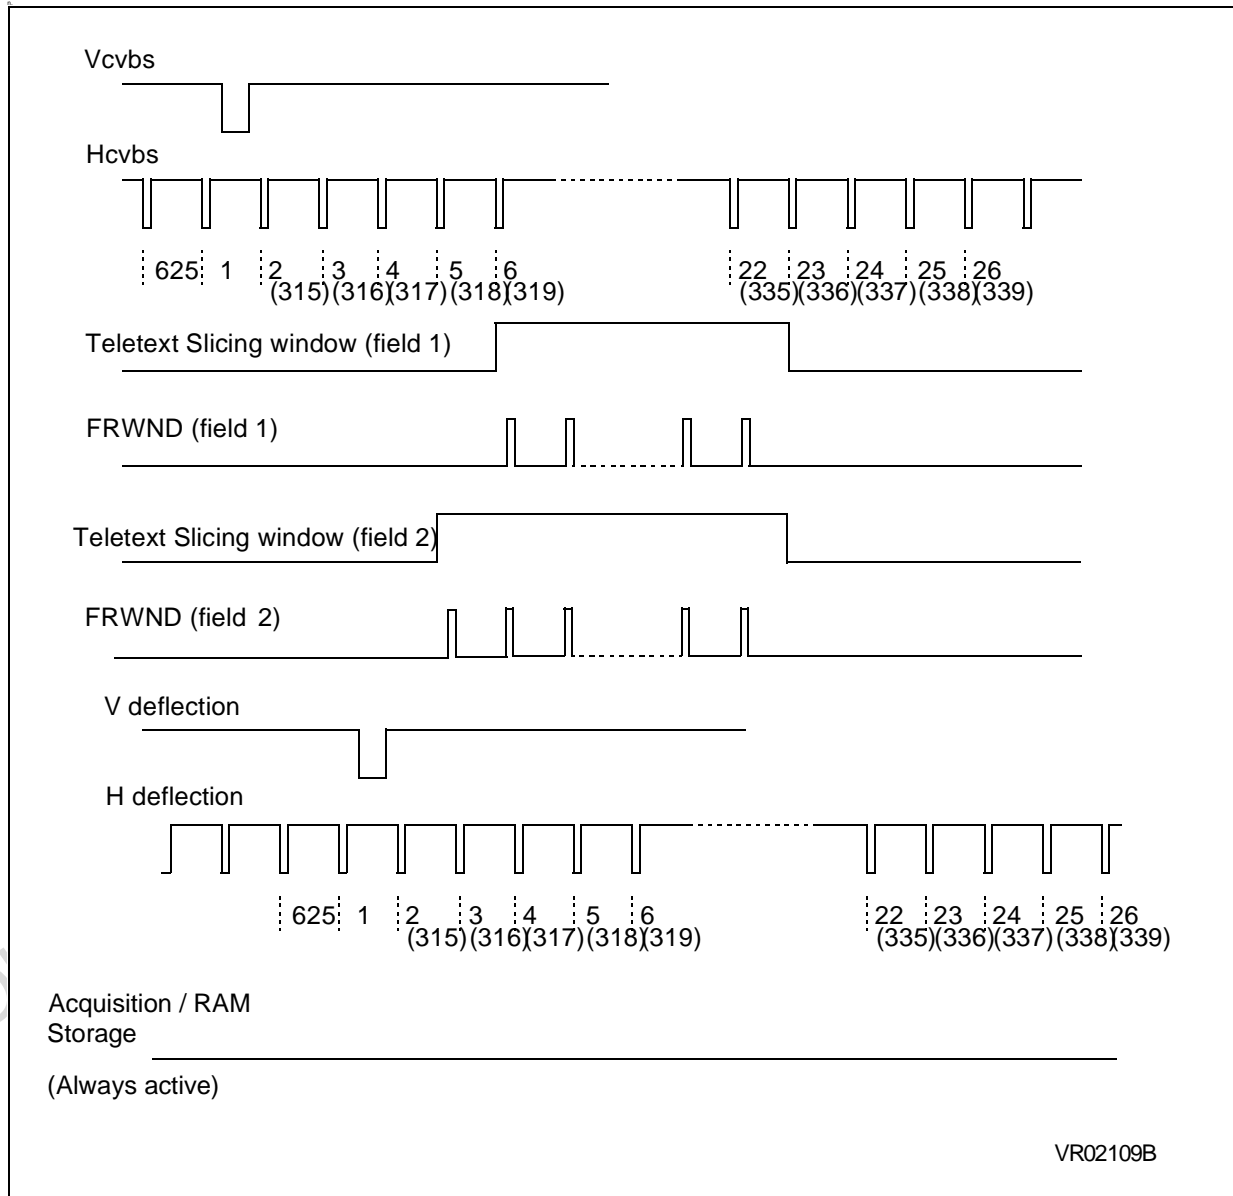 Vcvbs
Hcvbs
625 1 2 3 4 5 6 22 23 24 25 26
(315) (316) (317) (318) (319) (335) (336) (337) (338) (339)
Teletext Slicing window (field 1)
FRWND (field 1)
Teletext Slicing window (field 2)
FRWND (field 2)
V deflection
H deflection
625 1 2 3 4 5 6 22 23 24 25 26
(315) (316) (317) (318) (319) (335) (336) (337) (338) (339)
Acquisition / RAM
Storage
(Always active)
VR02109B